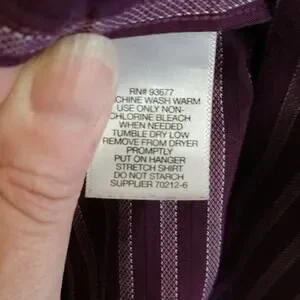 RN# 93677
CHINE WASH WARM
USE ONLY NON-
CHLORINE BLEACH
WHEN NEEDED
TUMBLE DRY LOW
REMOVE FROM DRYER
PROMPTLY
PUT ON HANGER
STRETCH SHIRT
DO NOT STARCH
SUPPLIER 70212-6